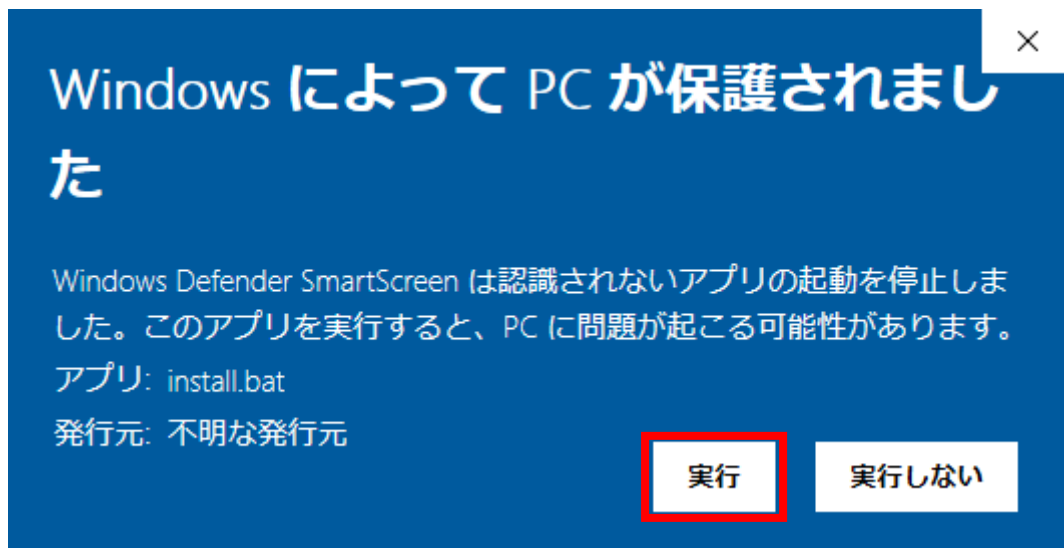 Windows によって PC が保護されまし
た
Windows Defender SmartScreen は認識されないアプリの起動を停止しま
した。このアプリを実行すると、PC に問題が起こる可能性があります。
アプリ: install.bat
発行元: 不明な発行元
実行
実行しない